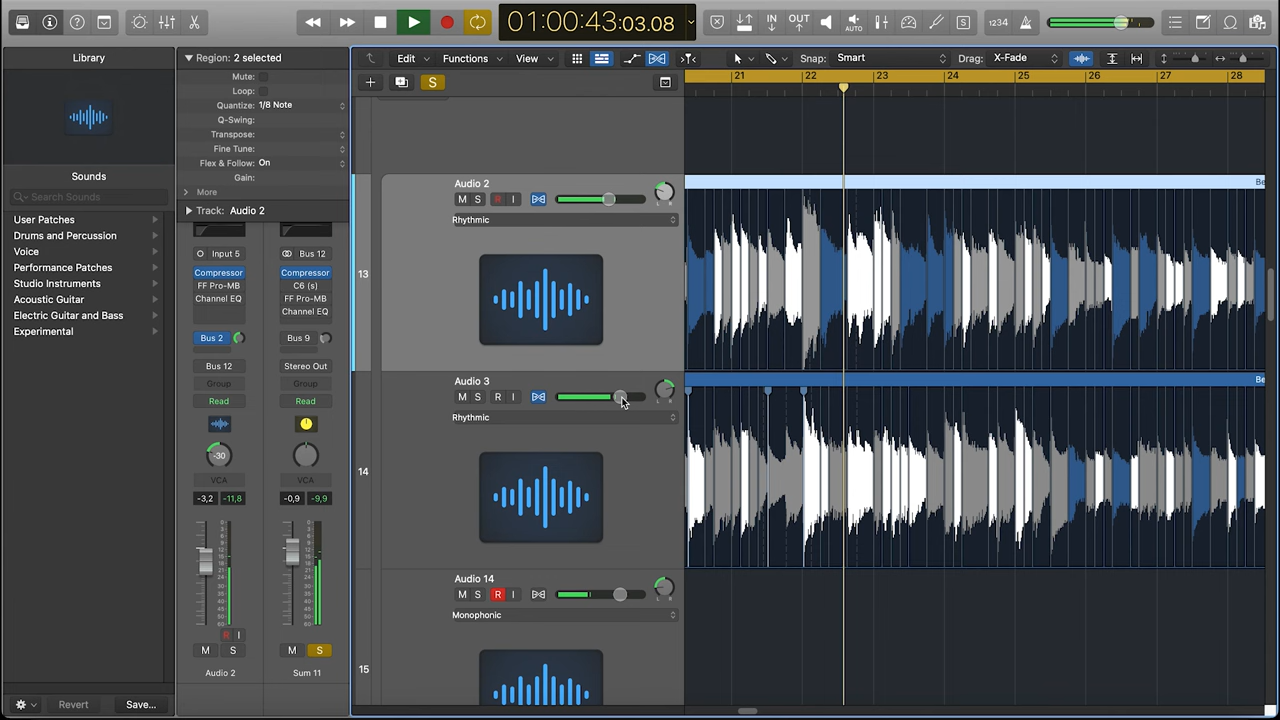 01:00:43:03.08
IN
OUT
AUTO
S
1234
Library
Region: 2 selected
Edit
Functions
View
Snap: Smart
Drag: X-Fade
Mute:
Loop:
Quantize: 1/8 Note
Q-Swing:
Transpose:
Fine Tune:
Flex & Follow: On
Gain:
More
Track: Audio 2
S
21
22
23
24
25
26
27
28
Sounds
Search Sounds
User Patches
Drums and Percussion
Voice
Performance Patches
Studio Instruments
Acoustic Guitar
Electric Guitar and Bass
Experimental
Input 5
Bus 12
Compressor
Compressor
FF Pro-MB
C6 (s)
Channel EQ
FF Pro-MB
Channel EQ
Bus 2
Bus 9
Bus 12
Stereo Out
Group
Group
Read
Read
-30
VCA
VCA
-3,2
-11,8
-0,9
-9,9
R I
M S
M S
Audio 2
Sum 11
13
Audio 2
M S R I
L R
Rhythmic
Be
14
Audio 3
M S R I
L R
Rhythmic
Be
15
Audio 14
M S R I
L R
Monophonic
Revert
Save...